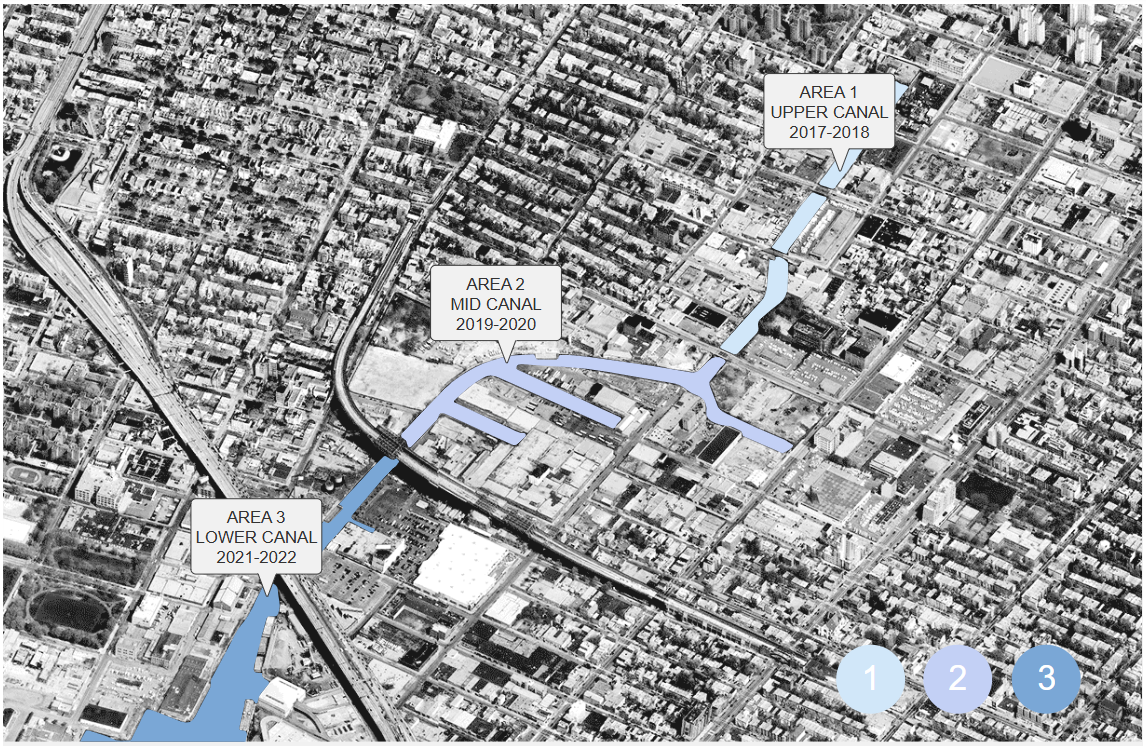 AREA 1
UPPER CANAL
2017-2018
AREA 2
MID CANAL
2019-2020
AREA 3
LOWER CANAL
2021-2022
1
2
3